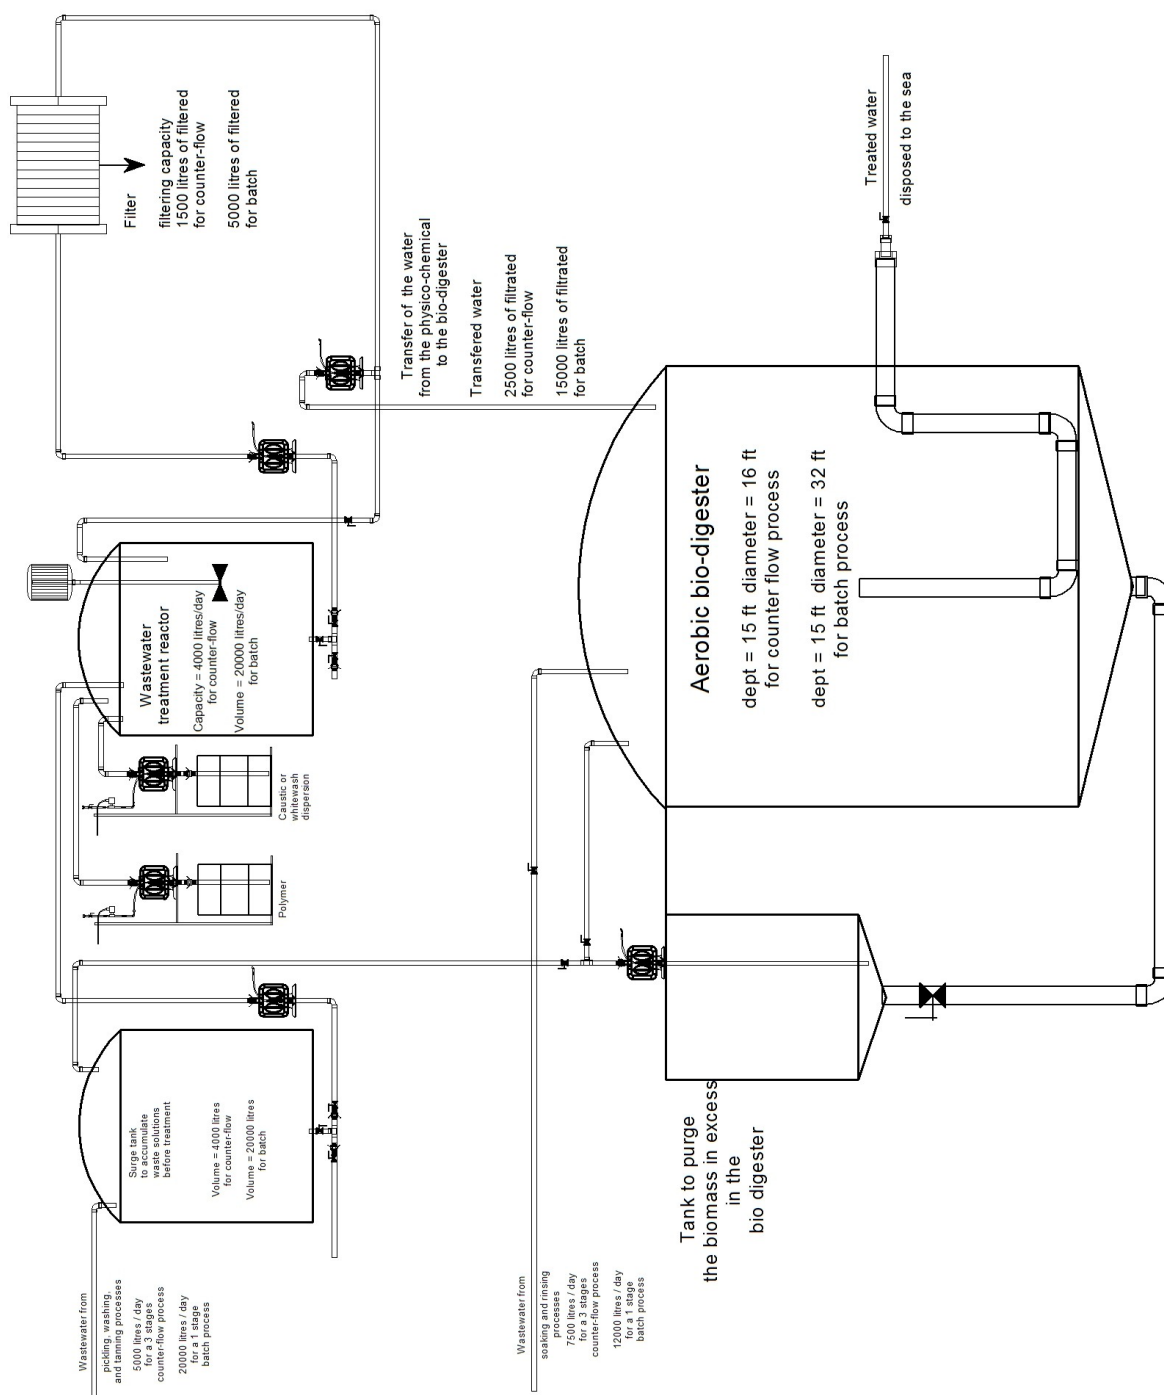 Filter
filtering capacity
1500 litres of filtered
for counter-flow
5000 litres of filtered
for batch
Transfer of the water
from the physico-chemical
to the bio-digester
Transfered water
2500 litres of filtrated
for counter-flow
15000 litres of filtrated
for batch
Treated water
disposed to the sea
Wastewater
treatment reactor
Capacity = 4000 litres/day
for counter-flow
Volume = 20000 litres/day
for batch
Caustic or
whitewash
dispersion
Polymer
Aerobic bio-digester
dept = 15 ft diameter = 16 ft
for counter flow process
dept = 15 ft diameter = 32 ft
for batch process
Surge tank
to accumulate
waste solutions
before treatment
Volume = 4000 litres
for counter-flow
Volume = 20000 litres
for batch
Tank to purge
the biomass in excess
in the
bio digester
Wastewater from
pickling, washing,
and tanning processes
5000 litres / day
for a 3 stages
counter-flow process
20000 litres / day
for a 1 stage
batch process
Wastewater from
soaking and rinsing
processes
7500 litres / day
for a 3 stages
counter-flow process
12000 litres / day
for a 1 stage
batch process